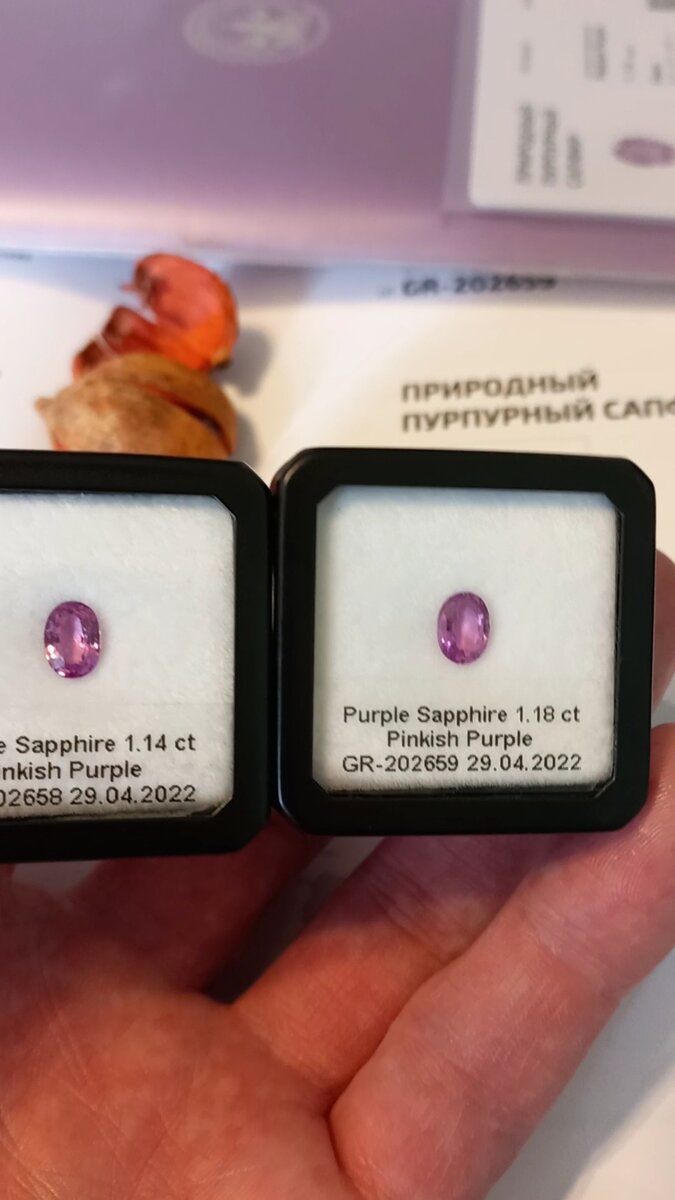 GR-202659
ПРИРОДНЫЙ
ПУРПУРНЫЙ САПФ
e Sapphire 1.14 ct
inkish Purple
02658 29.04.2022
Purple Sapphire 1.18 ct
Pinkish Purple
GR-202659 29.04.2022